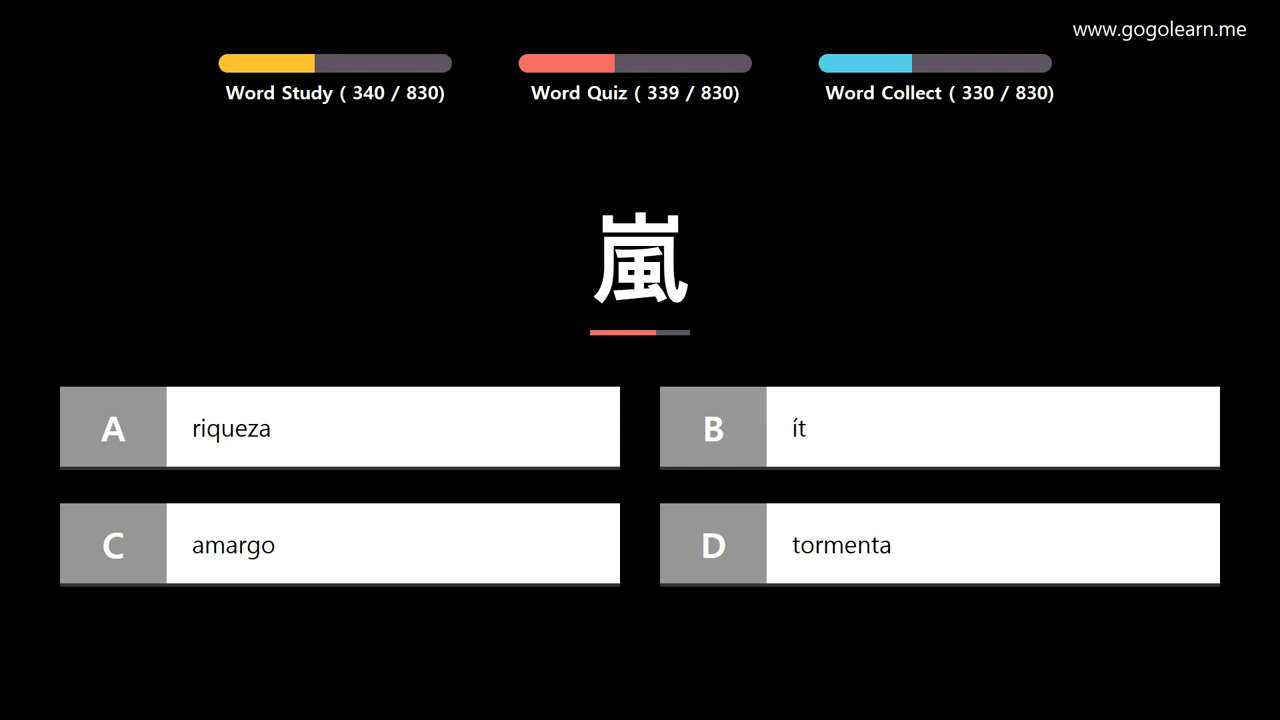 www.gogolearn.me
Word Study ( 340 / 830)
Word Quiz ( 339 / 830)
Word Collect ( 330 / 830)
嵐
A riqueza
B ít
C amargo
D tormenta